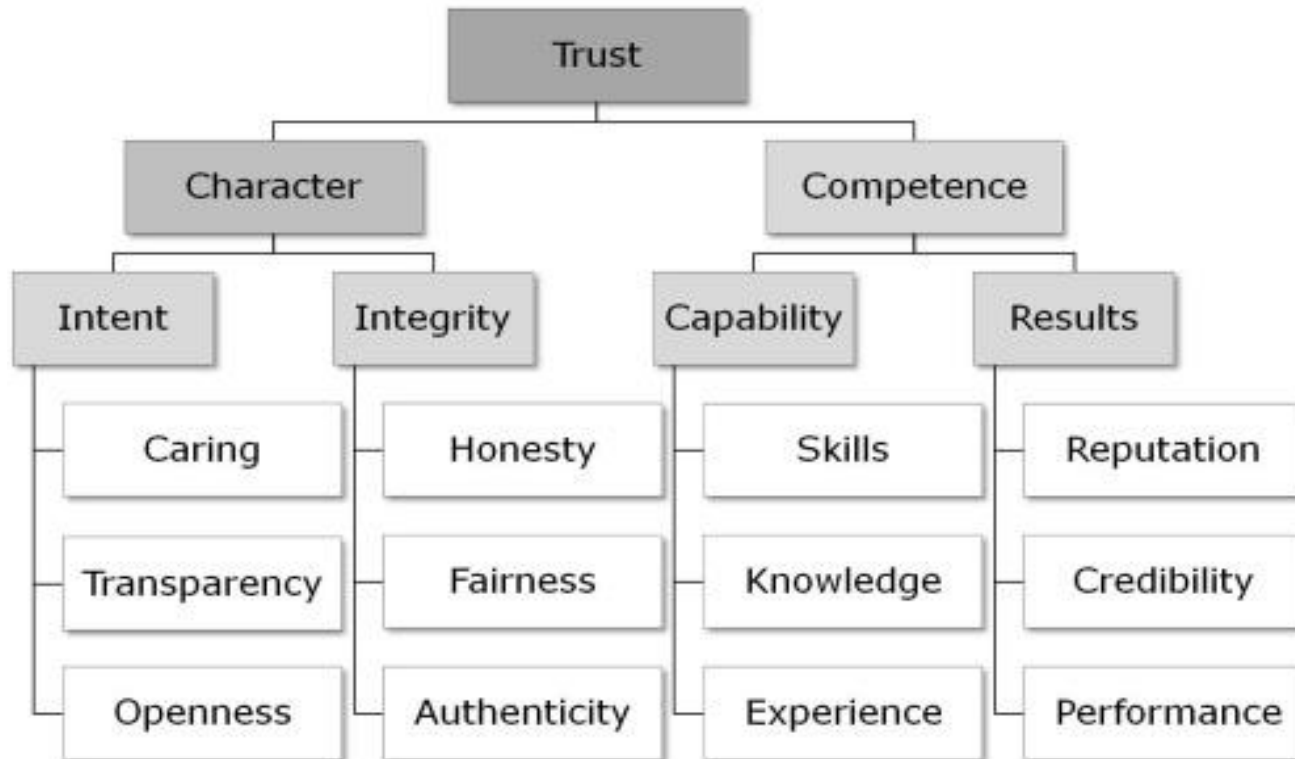 Trust
Character
Competence
Intent
Integrity
Capability
Results
Caring
Honesty
Skills
Reputation
Transparency
Fairness
Knowledge
Credibility
Openness
Authenticity
Experience
Performance